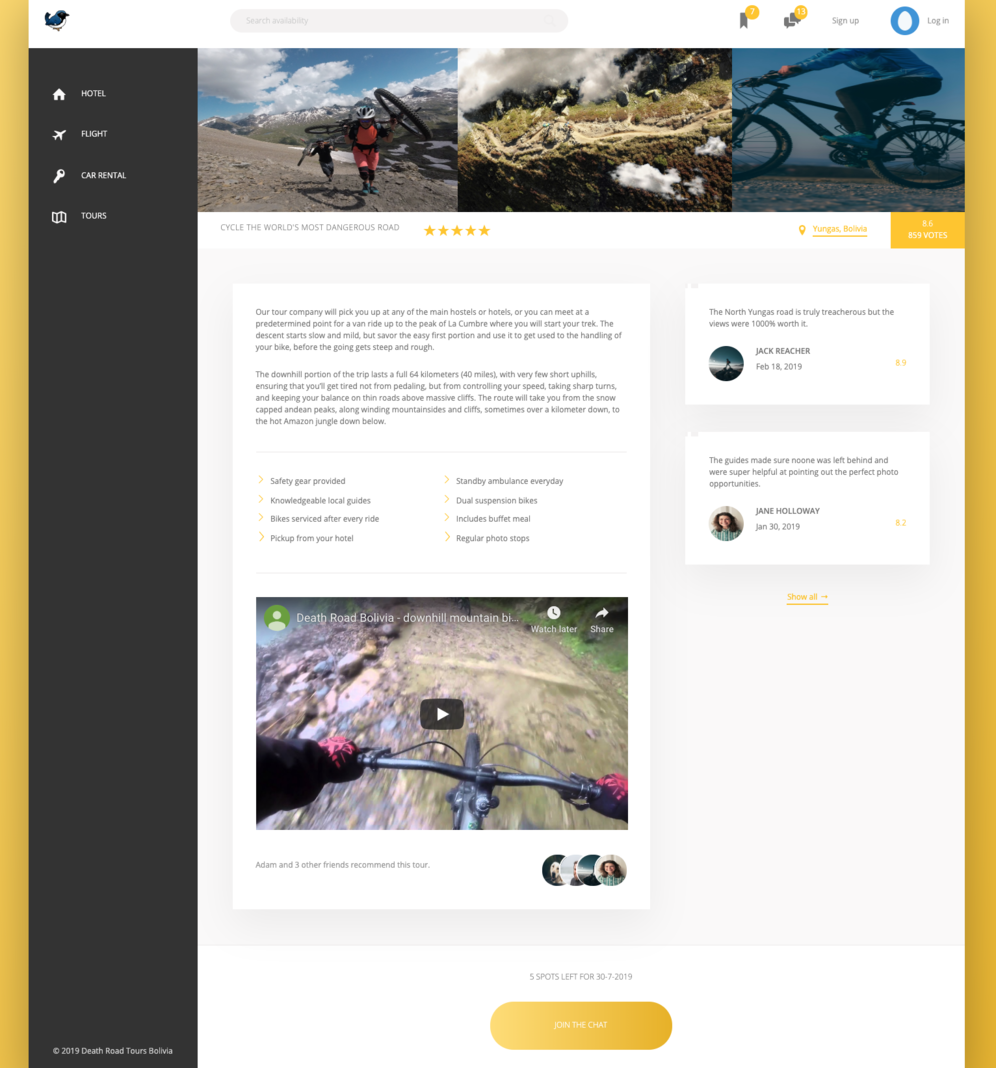 Search availability
7
13
Sign up
Log in
HOTEL
FLIGHT
CAR RENTAL
TOURS
CYCLE THE WORLD'S MOST DANGEROUS ROAD
Yungas, Bolivia
8.6
859 VOTES
Our tour company will pick you up at any of the main hostels or hotels, or you can meet at a
predetermined point for a van ride up to the peak of La Cumbre where you will start your trek. The
descent starts slow and mild, but savor the easy first portion and use it to get used to the handling of
your bike, before the going gets steep and rough.
The downhill portion of the trip lasts a full 64 kilometers (40 miles), with very few short uphills,
ensuring that you'll get tired not from pedaling, but from controlling your speed, taking sharp turns,
and keeping your balance on thin roads above massive cliffs. The route will take you from the snow
capped andean peaks, along winding mountainsides and cliffs, sometimes over a kilometer down, to
the hot Amazon jungle down below.
Safety gear provided
Knowledgeable local guides
Bikes serviced after every ride
Pickup from your hotel
Standby ambulance everyday
Dual suspension bikes
Includes buffet meal
Regular photo stops
Death Road Bolivia - downhill mountain bi...
Watch later
Share
Adam and 3 other friends recommend this tour.
The North Yungas road is truly treacherous but the
views were 1000% worth it.
JACK REACHER
Feb 18, 2019
8.9
The guides made sure noone was left behind and
were super helpful at pointing out the perfect photo
opportunities.
JANE HOLLOWAY
Jan 30, 2019
8.2
Show all →
5 SPOTS LEFT FOR 30-7-2019
JOIN THE CHAT
© 2019 Death Road Tours Bolivia